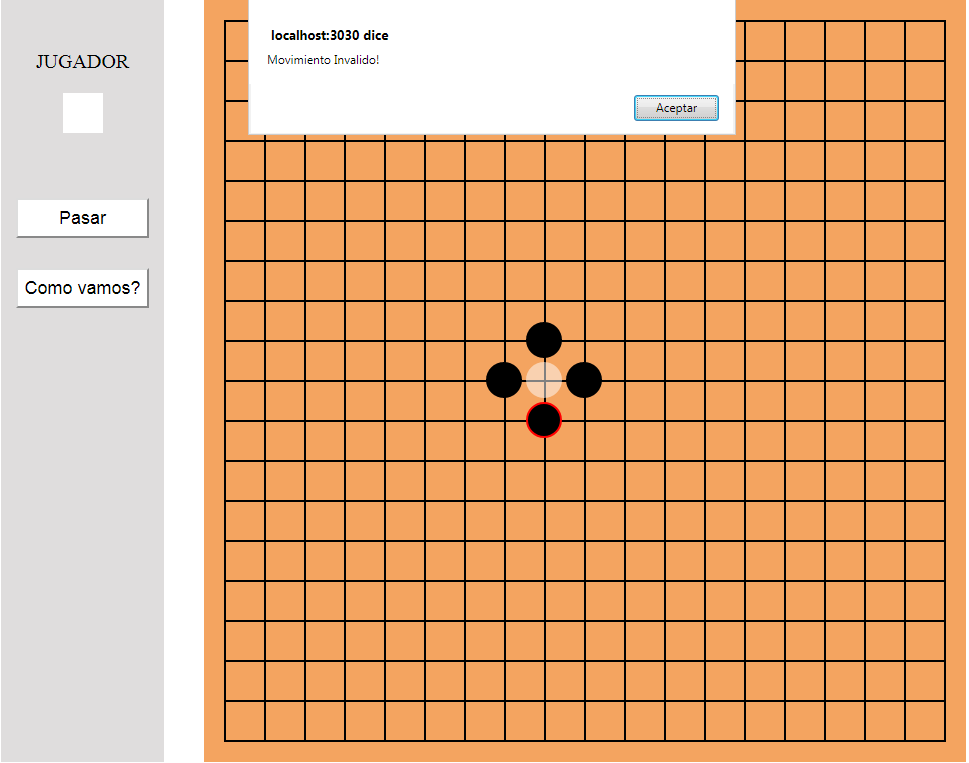 localhost:3030 dice
Movimiento Invalido!
Aceptar
JUGADOR
Pasar
Como vamos?